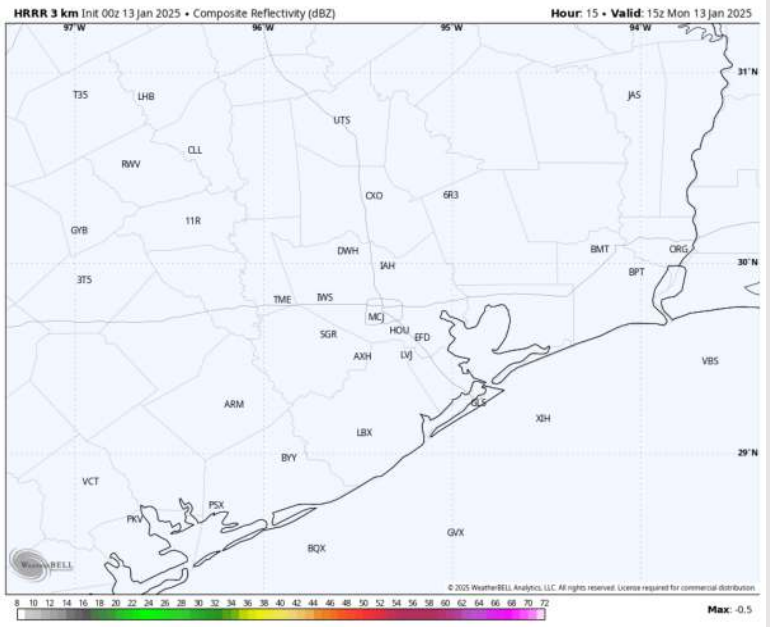 HRRR 3 km Init 00z 13 Jan 2025 • Composite Reflectivity (dBZ) Hour: 15 • Valid: 15z Mon 13 Jan 2025
97°W 96°W 95°W 94°W
31°N
T35 LHB JAS
UTS
CLL
RWV
CXO 6R3
11R
GYB
DWH BMT ORG
IAH 30°N
3T5 BPT
TME IWS
MCJ
SGR HOU EFD
AXH LVJ VBS
ARM GLS
XIH
LBX
BYY 29°N
VCT
PSX
PKV
GVX
BQX
WeatherBELL
© 2025 WeatherBELL Analytics, LLC. All rights reserved. License required for commercial distribution.
8 10 12 14 16 18 20 22 24 26 28 30 32 34 36 38 40 42 44 46 48 50 52 54 56 58 60 62 64 66 68 70 72 Max: -0.5